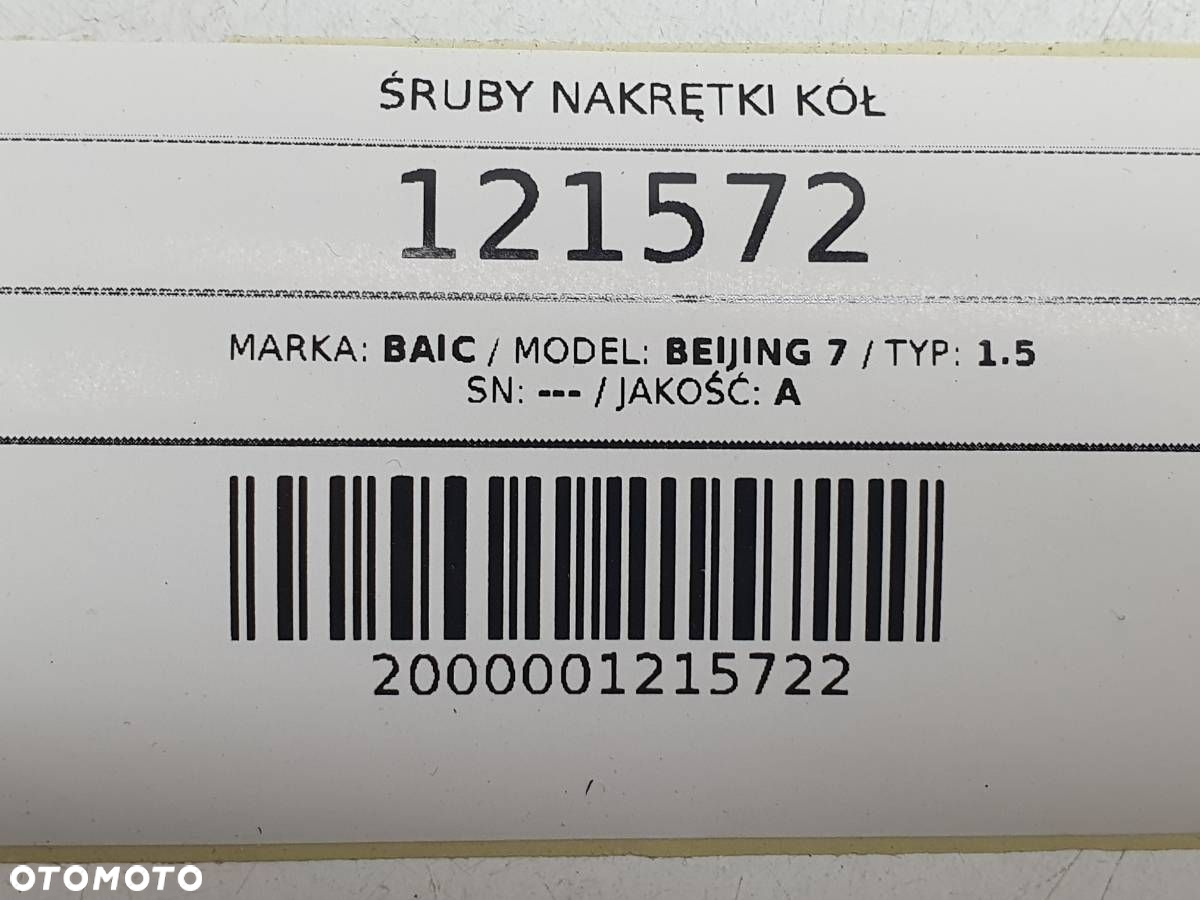 ŚRUBY NAKRĘTKI KÓŁ
121572
MARKA: BAIC / MODEL: BEIJING 7 / TYP: 1.5
SN: --- / JAKOŚĆ: A
2000001215722
OTOMOTO